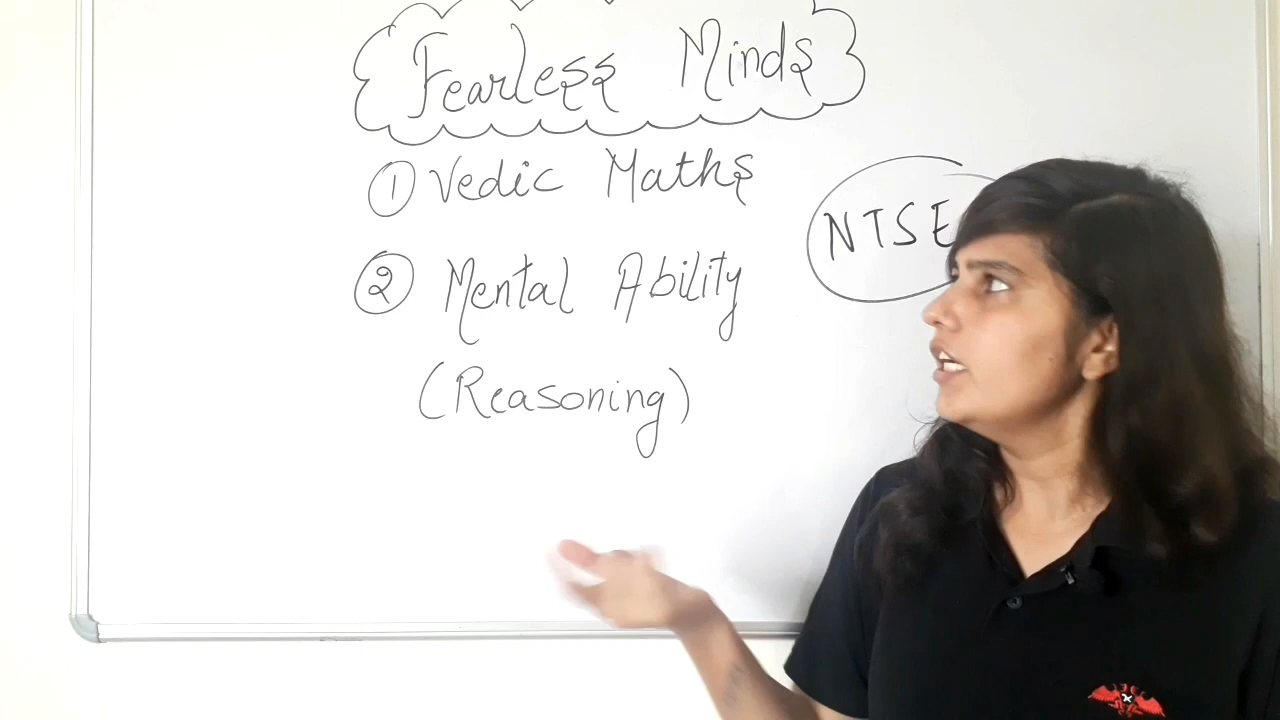 Fearless Minds
① Vedic Maths
NTSE
② Mental Ability
(Reasoning)